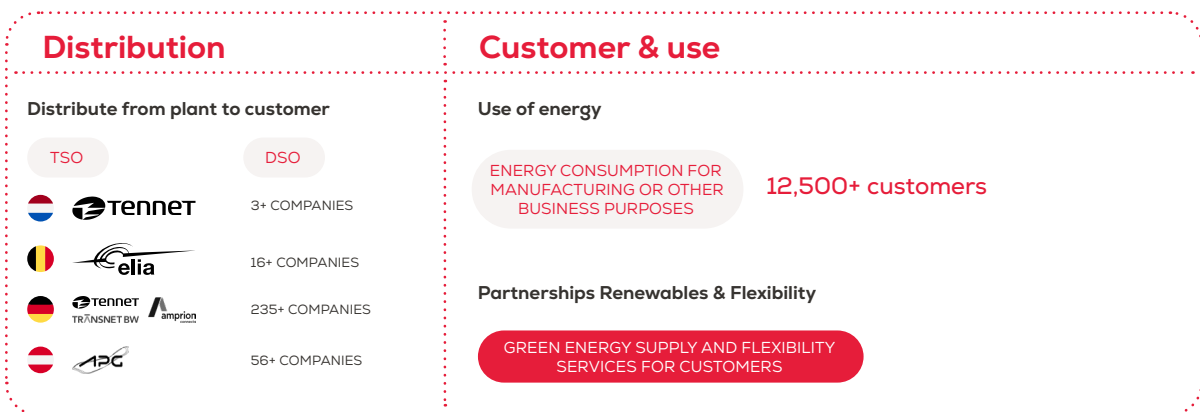 Distribution
Customer & use
Distribute from plant to customer
TSO
DSO
TENNET
3+ COMPANIES
elia
16+ COMPANIES
TENNET
TRANSNET BW
amprion
235+ COMPANIES
APG
56+ COMPANIES
Use of energy
ENERGY CONSUMPTION FOR
MANUFACTURING OR OTHER
BUSINESS PURPOSES
12,500+ customers
Partnerships Renewables & Flexibility
GREEN ENERGY SUPPLY AND FLEXIBILITY
SERVICES FOR CUSTOMERS